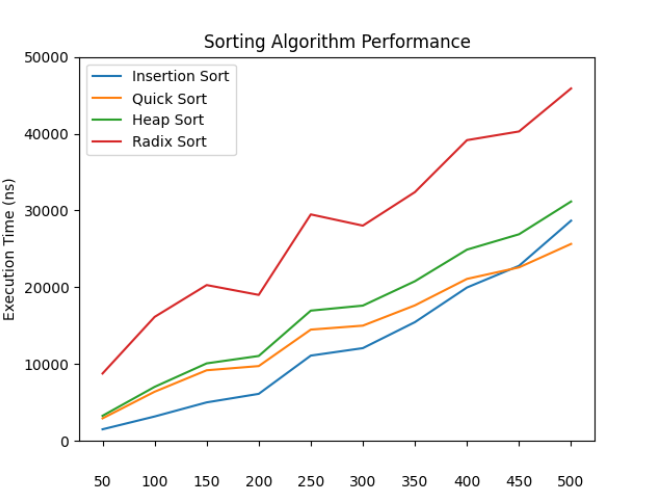 Sorting Algorithm Performance
50000
40000
30000
20000
10000
0
Execution Time (ns)
Insertion Sort
Quick Sort
Heap Sort
Radix Sort
50 100 150 200 250 300 350 400 450 500